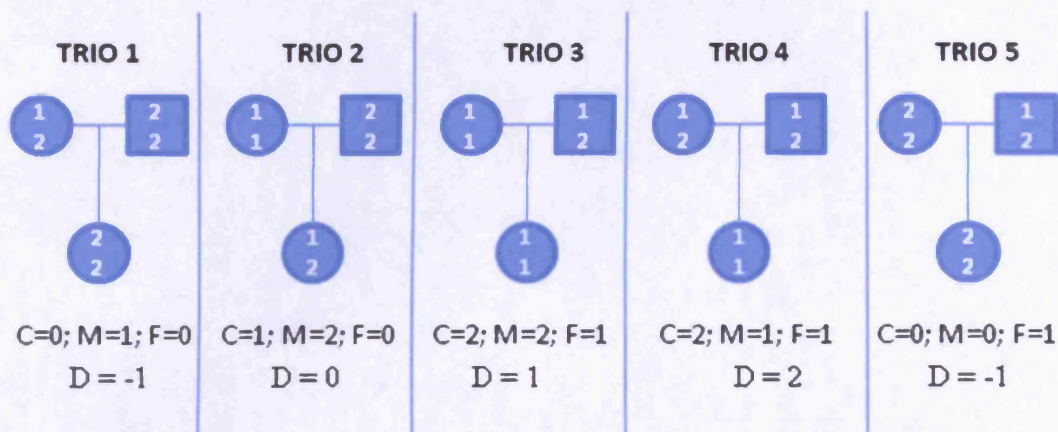 TRIO 1
1
2
2
2
2
2
C=0; M=1; F=0
D = -1
TRIO 2
1
1
2
2
1
2
C=1; M=2; F=0
D = 0
TRIO 3
1
1
1
2
1
1
C=2; M=2; F=1
D = 1
TRIO 4
1
2
1
2
1
1
C=2; M=1; F=1
D = 2
TRIO 5
2
2
1
2
2
2
C=0; M=0; F=1
D = -1